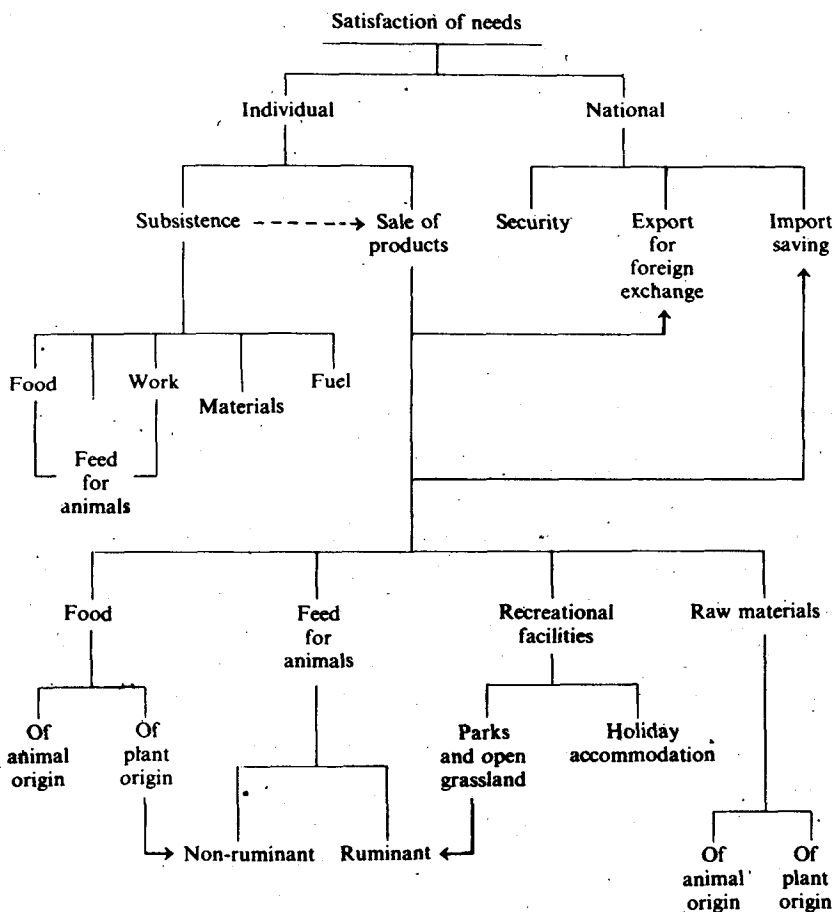 Satisfaction of needs
Individual
National
Subsistence
Sale of
products
Security
Export
for
foreign
exchange
Import
saving
Food
Work
Materials
Fuel
Feed
for
animals
Food
Feed
for
animals
Recreational
facilities
Raw materials
Of
animal
origin
Of
plant
origin
Parks
and open
grassland
Holiday
accommodation
Non-ruminant
Ruminant
Of
animal
origin
Of
plant
origin